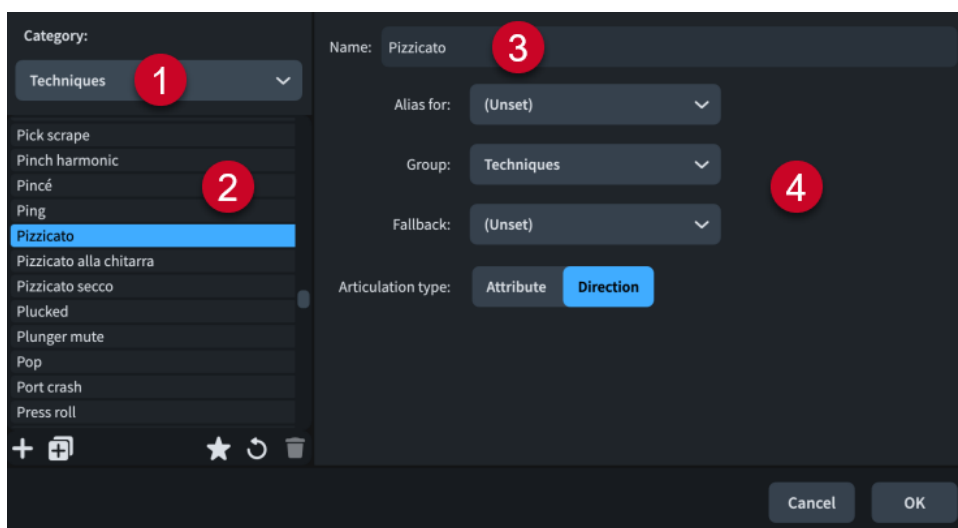 Category:
Techniques 1
Pick scrape
Pinch harmonic
Pincé
2
Ping
Pizzicato
Pizzicato alla chitarra
Pizzicato secco
Plucked
Plunger mute
Pop
Port crash
Press roll
Name: Pizzicato 3
Alias for: (Unset)
Group: Techniques
4
Fallback: (Unset)
Articulation type: Attribute Direction
Cancel OK